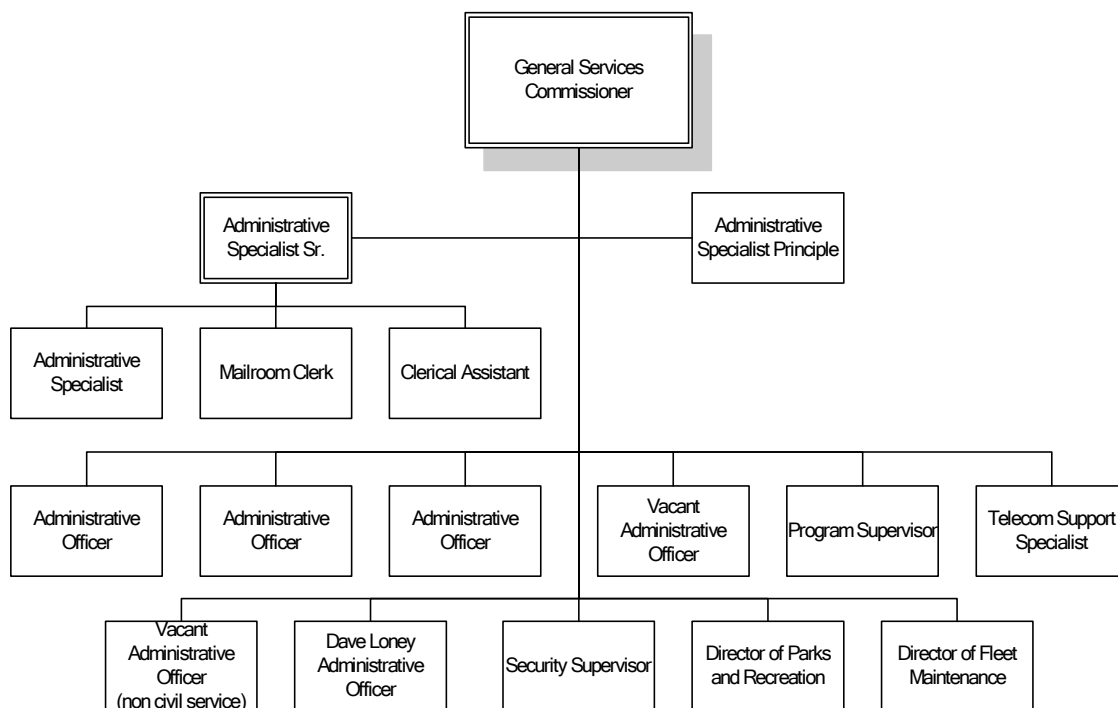 General Services
Commissioner
Administrative
Specialist Sr.
Administrative
Specialist Principle
Administrative
Specialist
Mailroom Clerk
Clerical Assistant
Administrative
Officer
Administrative
Officer
Administrative
Officer
Vacant
Administrative
Officer
Program Supervisor
Telecom Support
Specialist
Vacant
Administrative
Officer
(non civil service)
Dave Loney
Administrative
Officer
Security Supervisor
Director of Parks
and Recreation
Director of Fleet
Maintenance